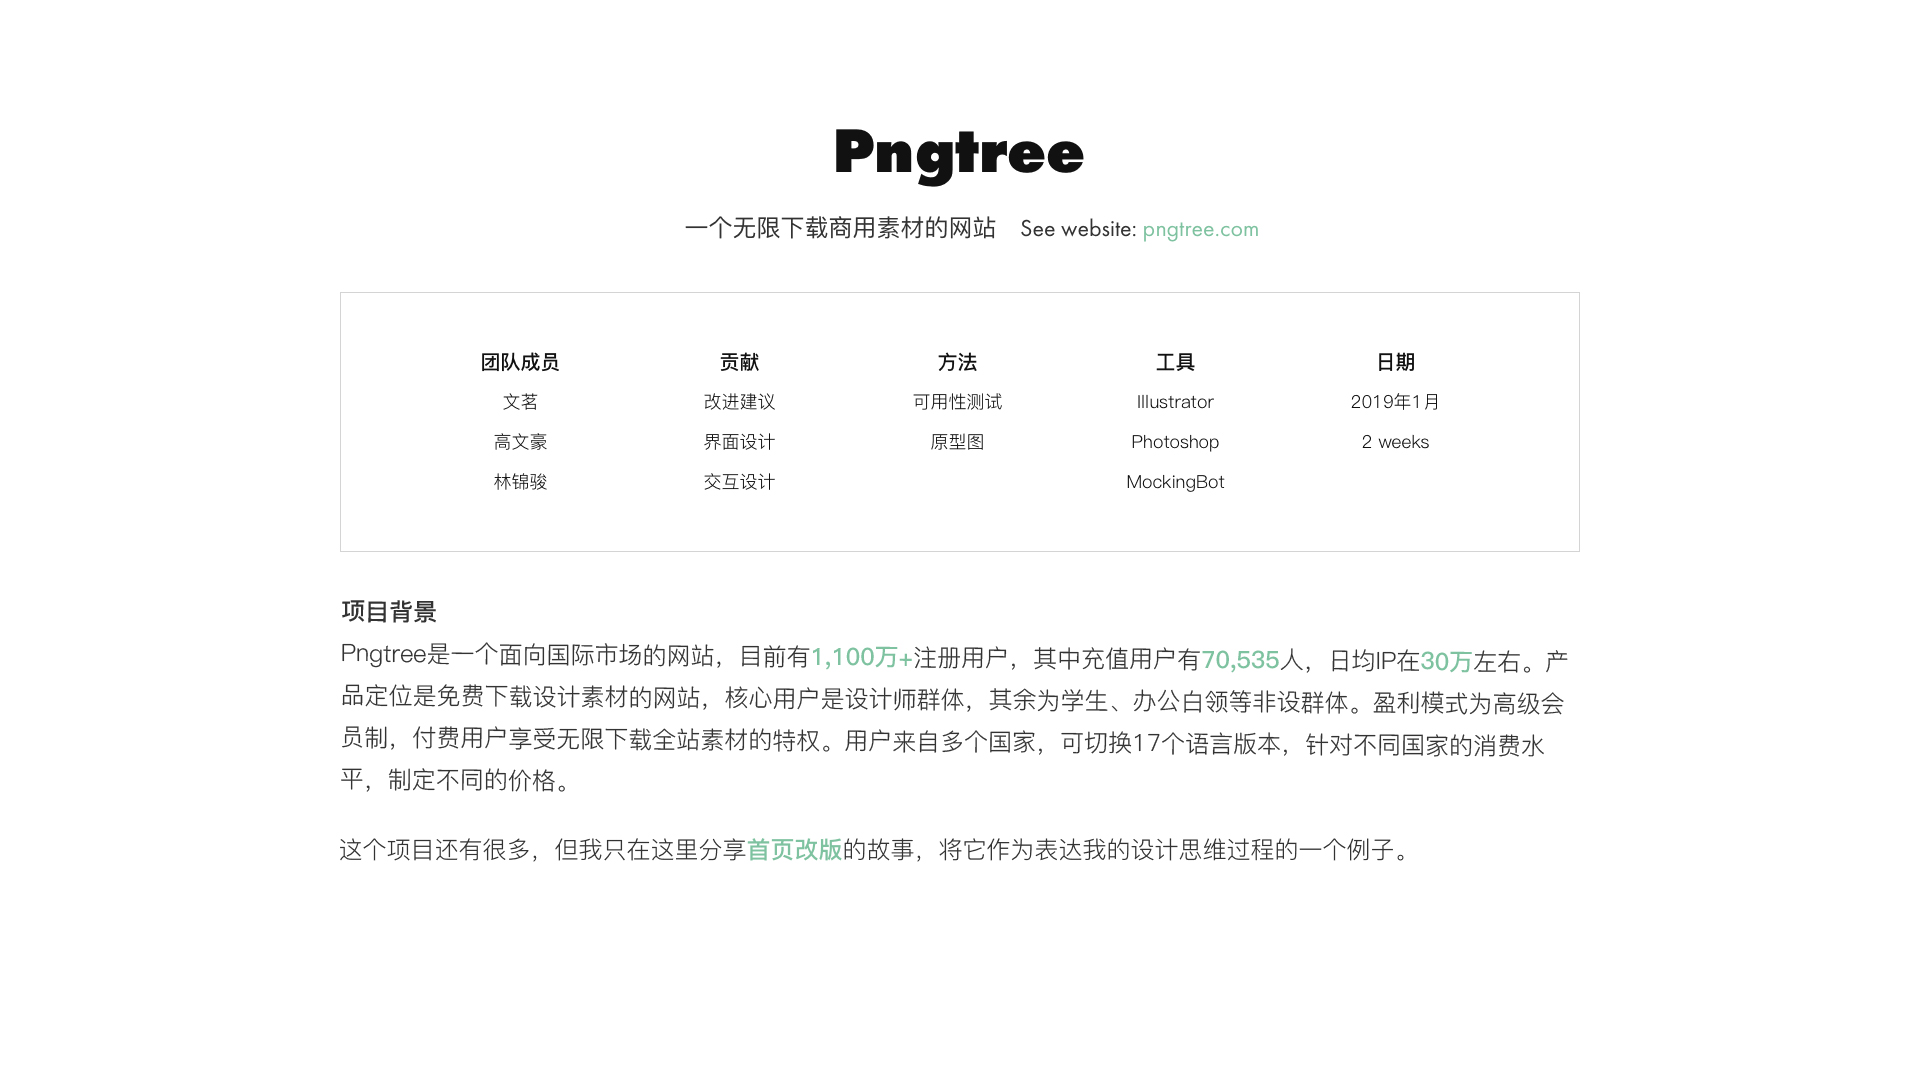 Pngtree
一个无限下载商用素材的网站 See website: pngtree.com
团队成员 贡献 方法 工具 日期
文茗 改进建议 可用性测试 Illustrator 2019年1月
高文豪 界面设计 原型图 Photoshop 2 weeks
林锦骏 交互设计 MockingBot
项目背景
Pngtree是一个面向国际市场的网站，目前有1,100万+注册用户，其中充值用户有70,535人，日均IP在30万左右。产
品定位是免费下载设计素材的网站，核心用户是设计师群体，其余为学生、办公白领等非设群体。盈利模式为高级会
员制，付费用户享受无限下载全站素材的特权。用户来自多个国家，可切换17个语言版本，针对不同国家的消费水
平，制定不同的价格。
这个项目还有很多，但我只在这里分享首页改版的故事，将它作为表达我的设计思维过程的一个例子。